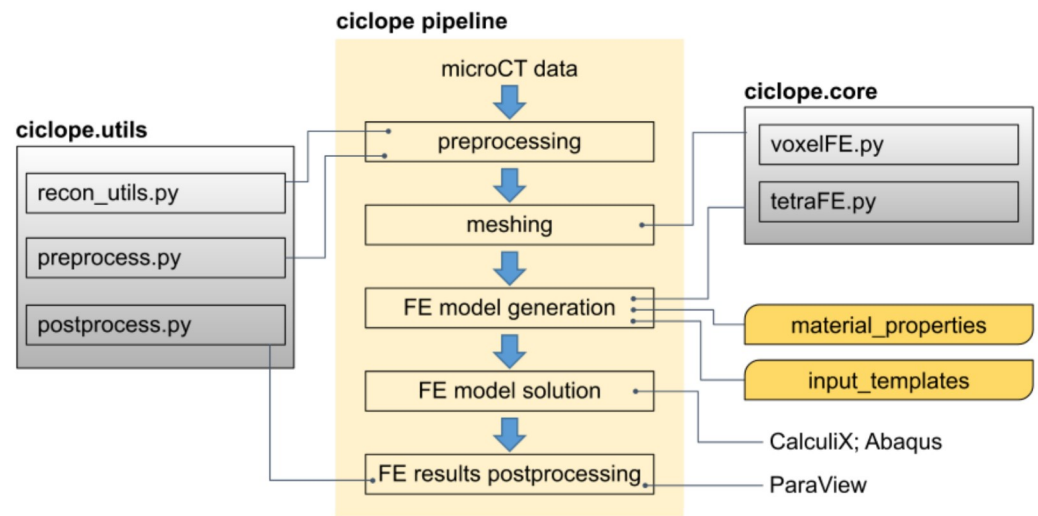 ciclope pipeline
microCT data
preprocessing
meshing
FE model generation
FE model solution
FE results postprocessing
ciclope.utils
recon_utils.py
preprocess.py
postprocess.py
ciclope.core
voxelFE.py
tetraFE.py
material_properties
input_templates
CalculiX; Abaqus
ParaView